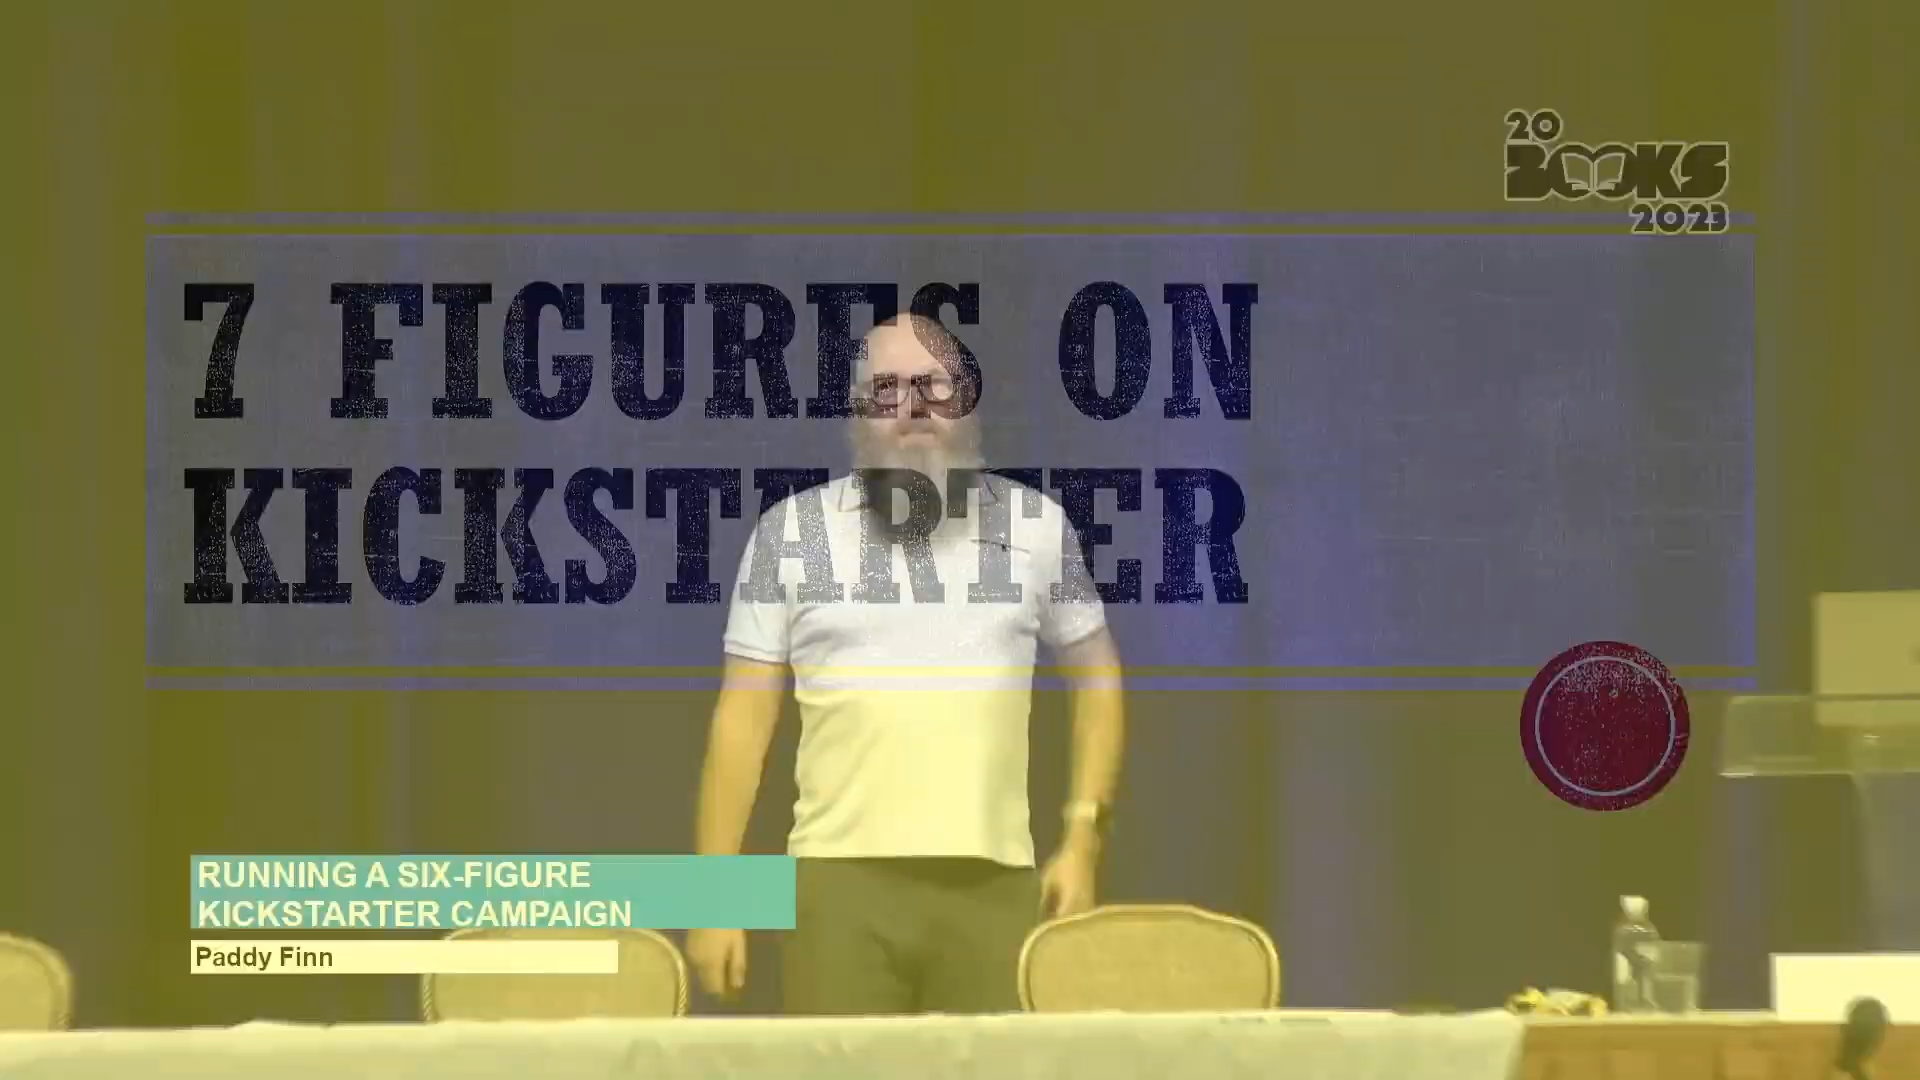 20
BOOKS
2023
7 FIGURES ON
KICKSTARTER
RUNNING A SIX-FIGURE
KICKSTARTER CAMPAIGN
Paddy Finn